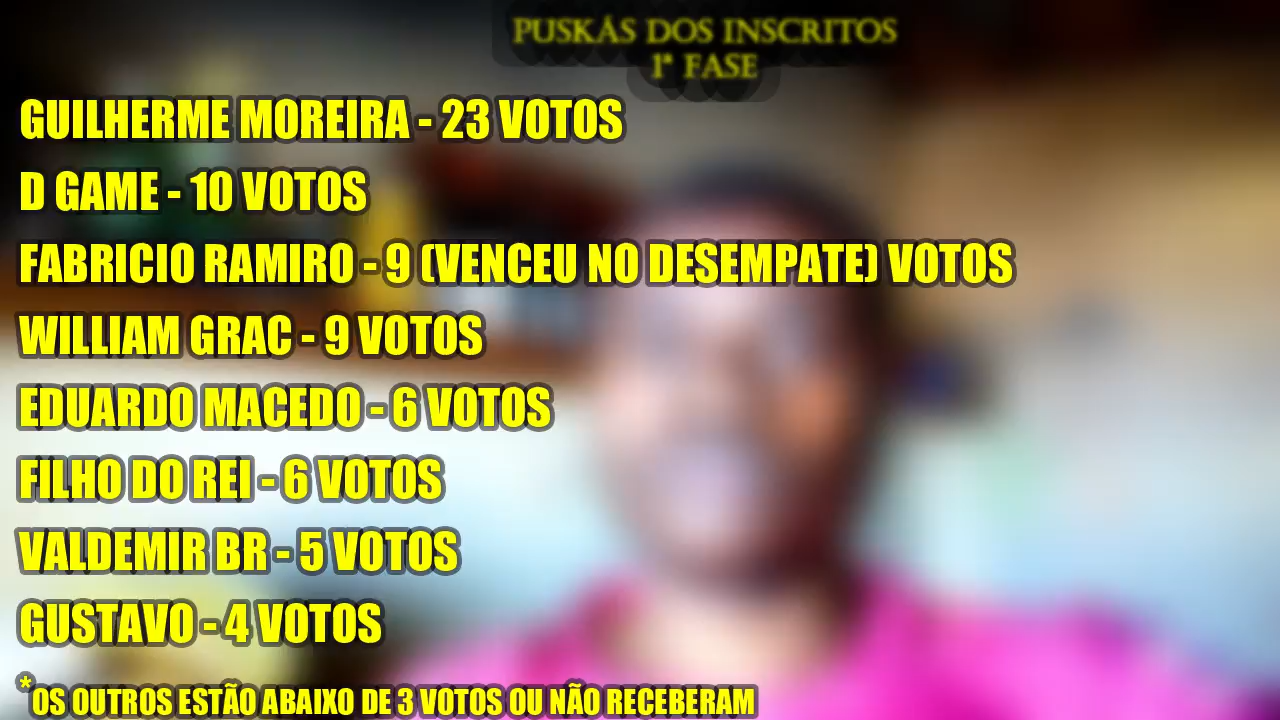 PUSKÁS DOS INSCRITOS
1ª FASE
GUILHERME MOREIRA - 23 VOTOS
D GAME - 10 VOTOS
FABRICIO RAMIRO - 9 (VENCEU NO DESEMPATE) VOTOS
WILLIAM GRAC - 9 VOTOS
EDUARDO MACEDO - 6 VOTOS
FILHO DO REI - 6 VOTOS
VALDEMIR BR - 5 VOTOS
GUSTAVO - 4 VOTOS
*OS OUTROS ESTÃO ABAIXO DE 3 VOTOS OU NÃO RECEBERAM